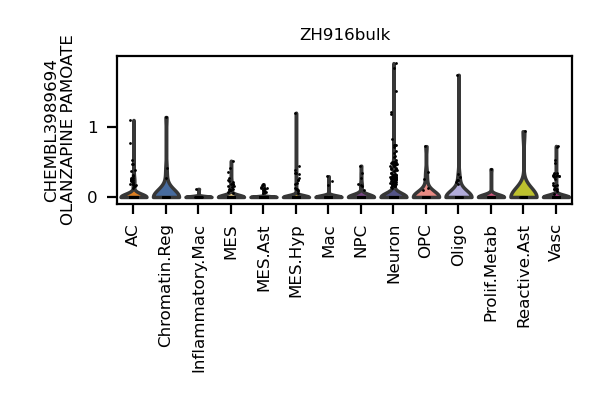 ZH916bulk
CHEMBL3989694
OLANZAPINE PAMOATE
1
0
AC
Chromatin.Reg
Inflammatory.Mac
MES
MES.Ast
MES.Hyp
Mac
NPC
Neuron
OPC
Oligo
Prolif.Metab
Reactive.Ast
Vasc